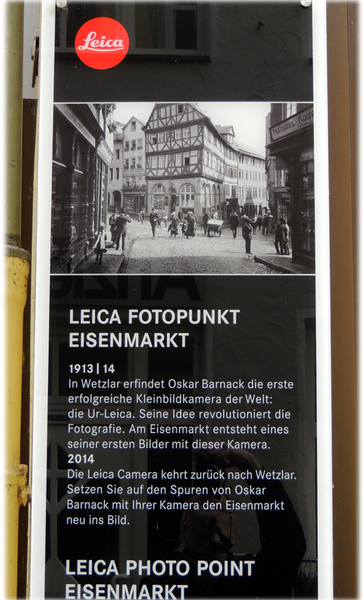 Leica
LEICA FOTOPUNKT
EISENMARKT
1913 | 14
In Wetzlar erfindet Oskar Barnack die erste
erfolgreiche Kleinbildkamera der Welt:
die Ur-Leica. Seine Idee revolutioniert die
Fotografie. Am Eisenmarkt entsteht eines
seiner ersten Bilder mit dieser Kamera.
2014
Die Leica Camera kehrt zurück nach Wetzlar.
Setzen Sie auf den Spuren von Oskar
Barnack mit Ihrer Kamera den Eisenmarkt
neu ins Bild.
LEICA PHOTO POINT
EISENMARKT